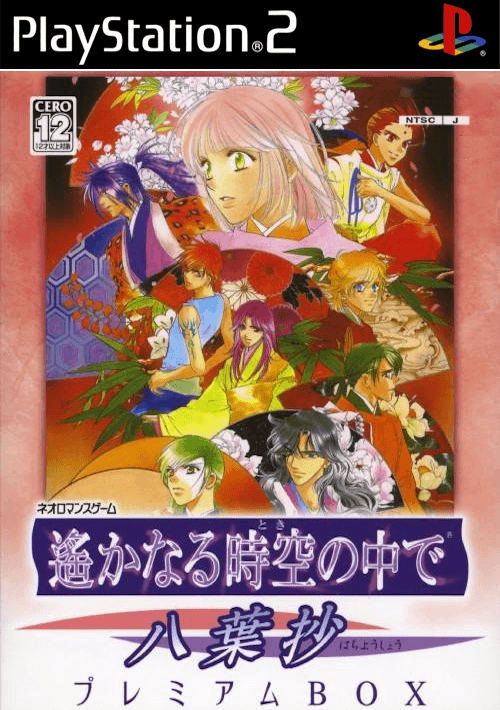 PlayStation®2
®
CERO
12
12才以上対象
NTSC J
ネオロマンスゲーム
とき
遙かなる時空の中で
®
八葉抄
はちようしょう
プレミアムBOX